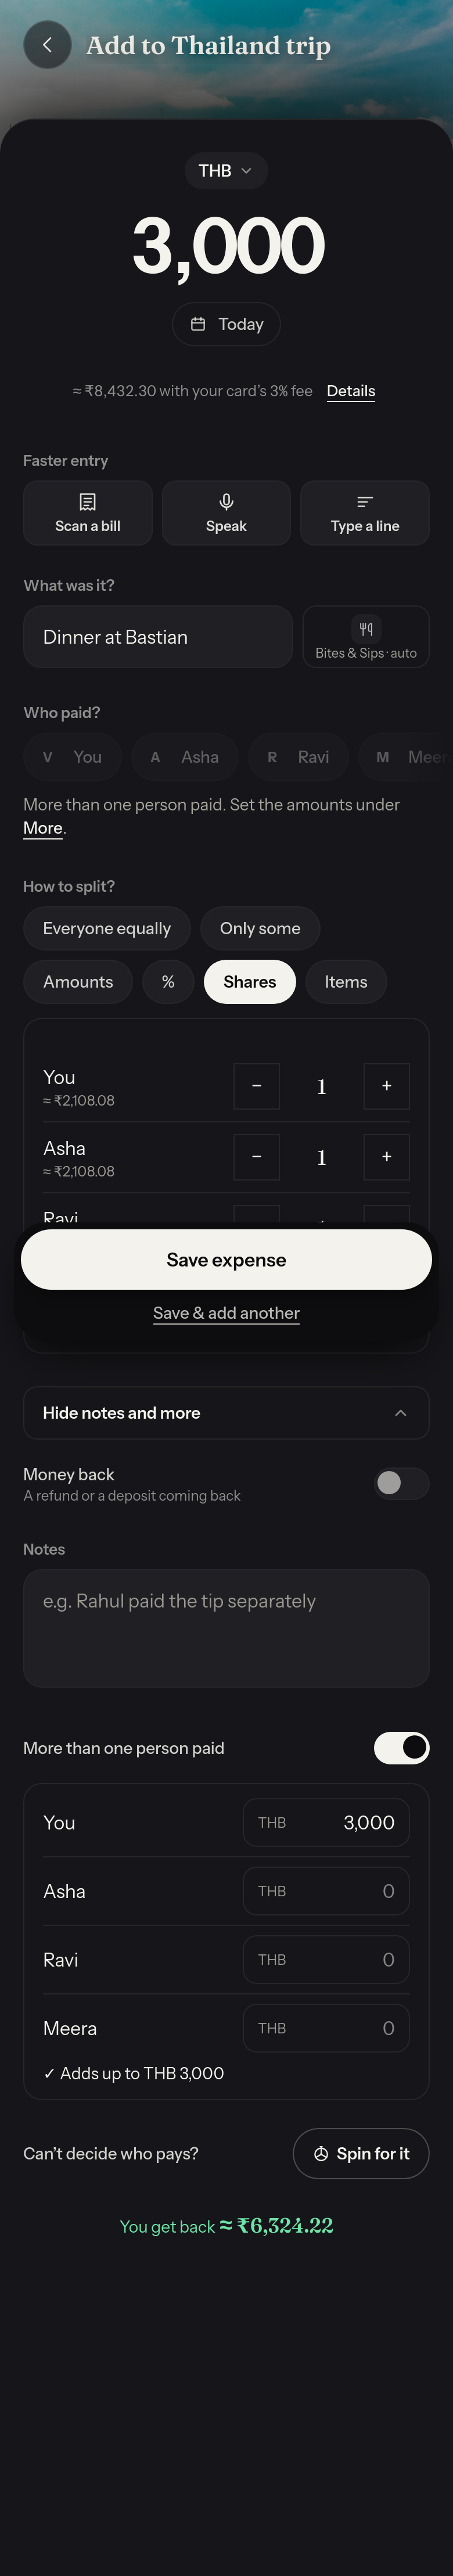 Add to Thailand trip
THB
3,000
Today
≈ ₹8,432.30 with your card's 3% fee Details
Faster entry
Scan a bill Speak Type a line
What was it?
Dinner at Bastian
Bites & Sips · auto
Who paid?
V You A Asha R Ravi M Meer
More than one person paid. Set the amounts under
More.
How to split?
Everyone equally Only some
Amounts % Shares Items
You
≈ ₹2,108.08
− 1 +
Asha
≈ ₹2,108.08
− 1 +
Ravi
Save expense
Save & add another
Hide notes and more
Money back
A refund or a deposit coming back
Notes
e.g. Rahul paid the tip separately
More than one person paid
You THB 3,000
Asha THB 0
Ravi THB 0
Meera THB 0
✓ Adds up to THB 3,000
Can't decide who pays? Spin for it
You get back ≈ ₹6,324.22